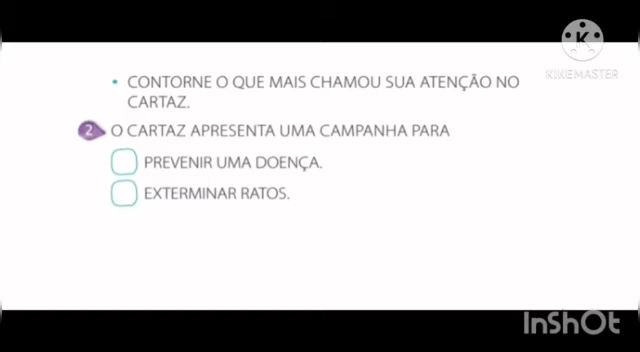 KINEMASTER
• CONTORNE O QUE MAIS CHAMOU SUA ATENÇÃO NO
CARTAZ.
2 O CARTAZ APRESENTA UMA CAMPANHA PARA
PREVENIR UMA DOENÇA.
EXTERMINAR RATOS.
InShOt